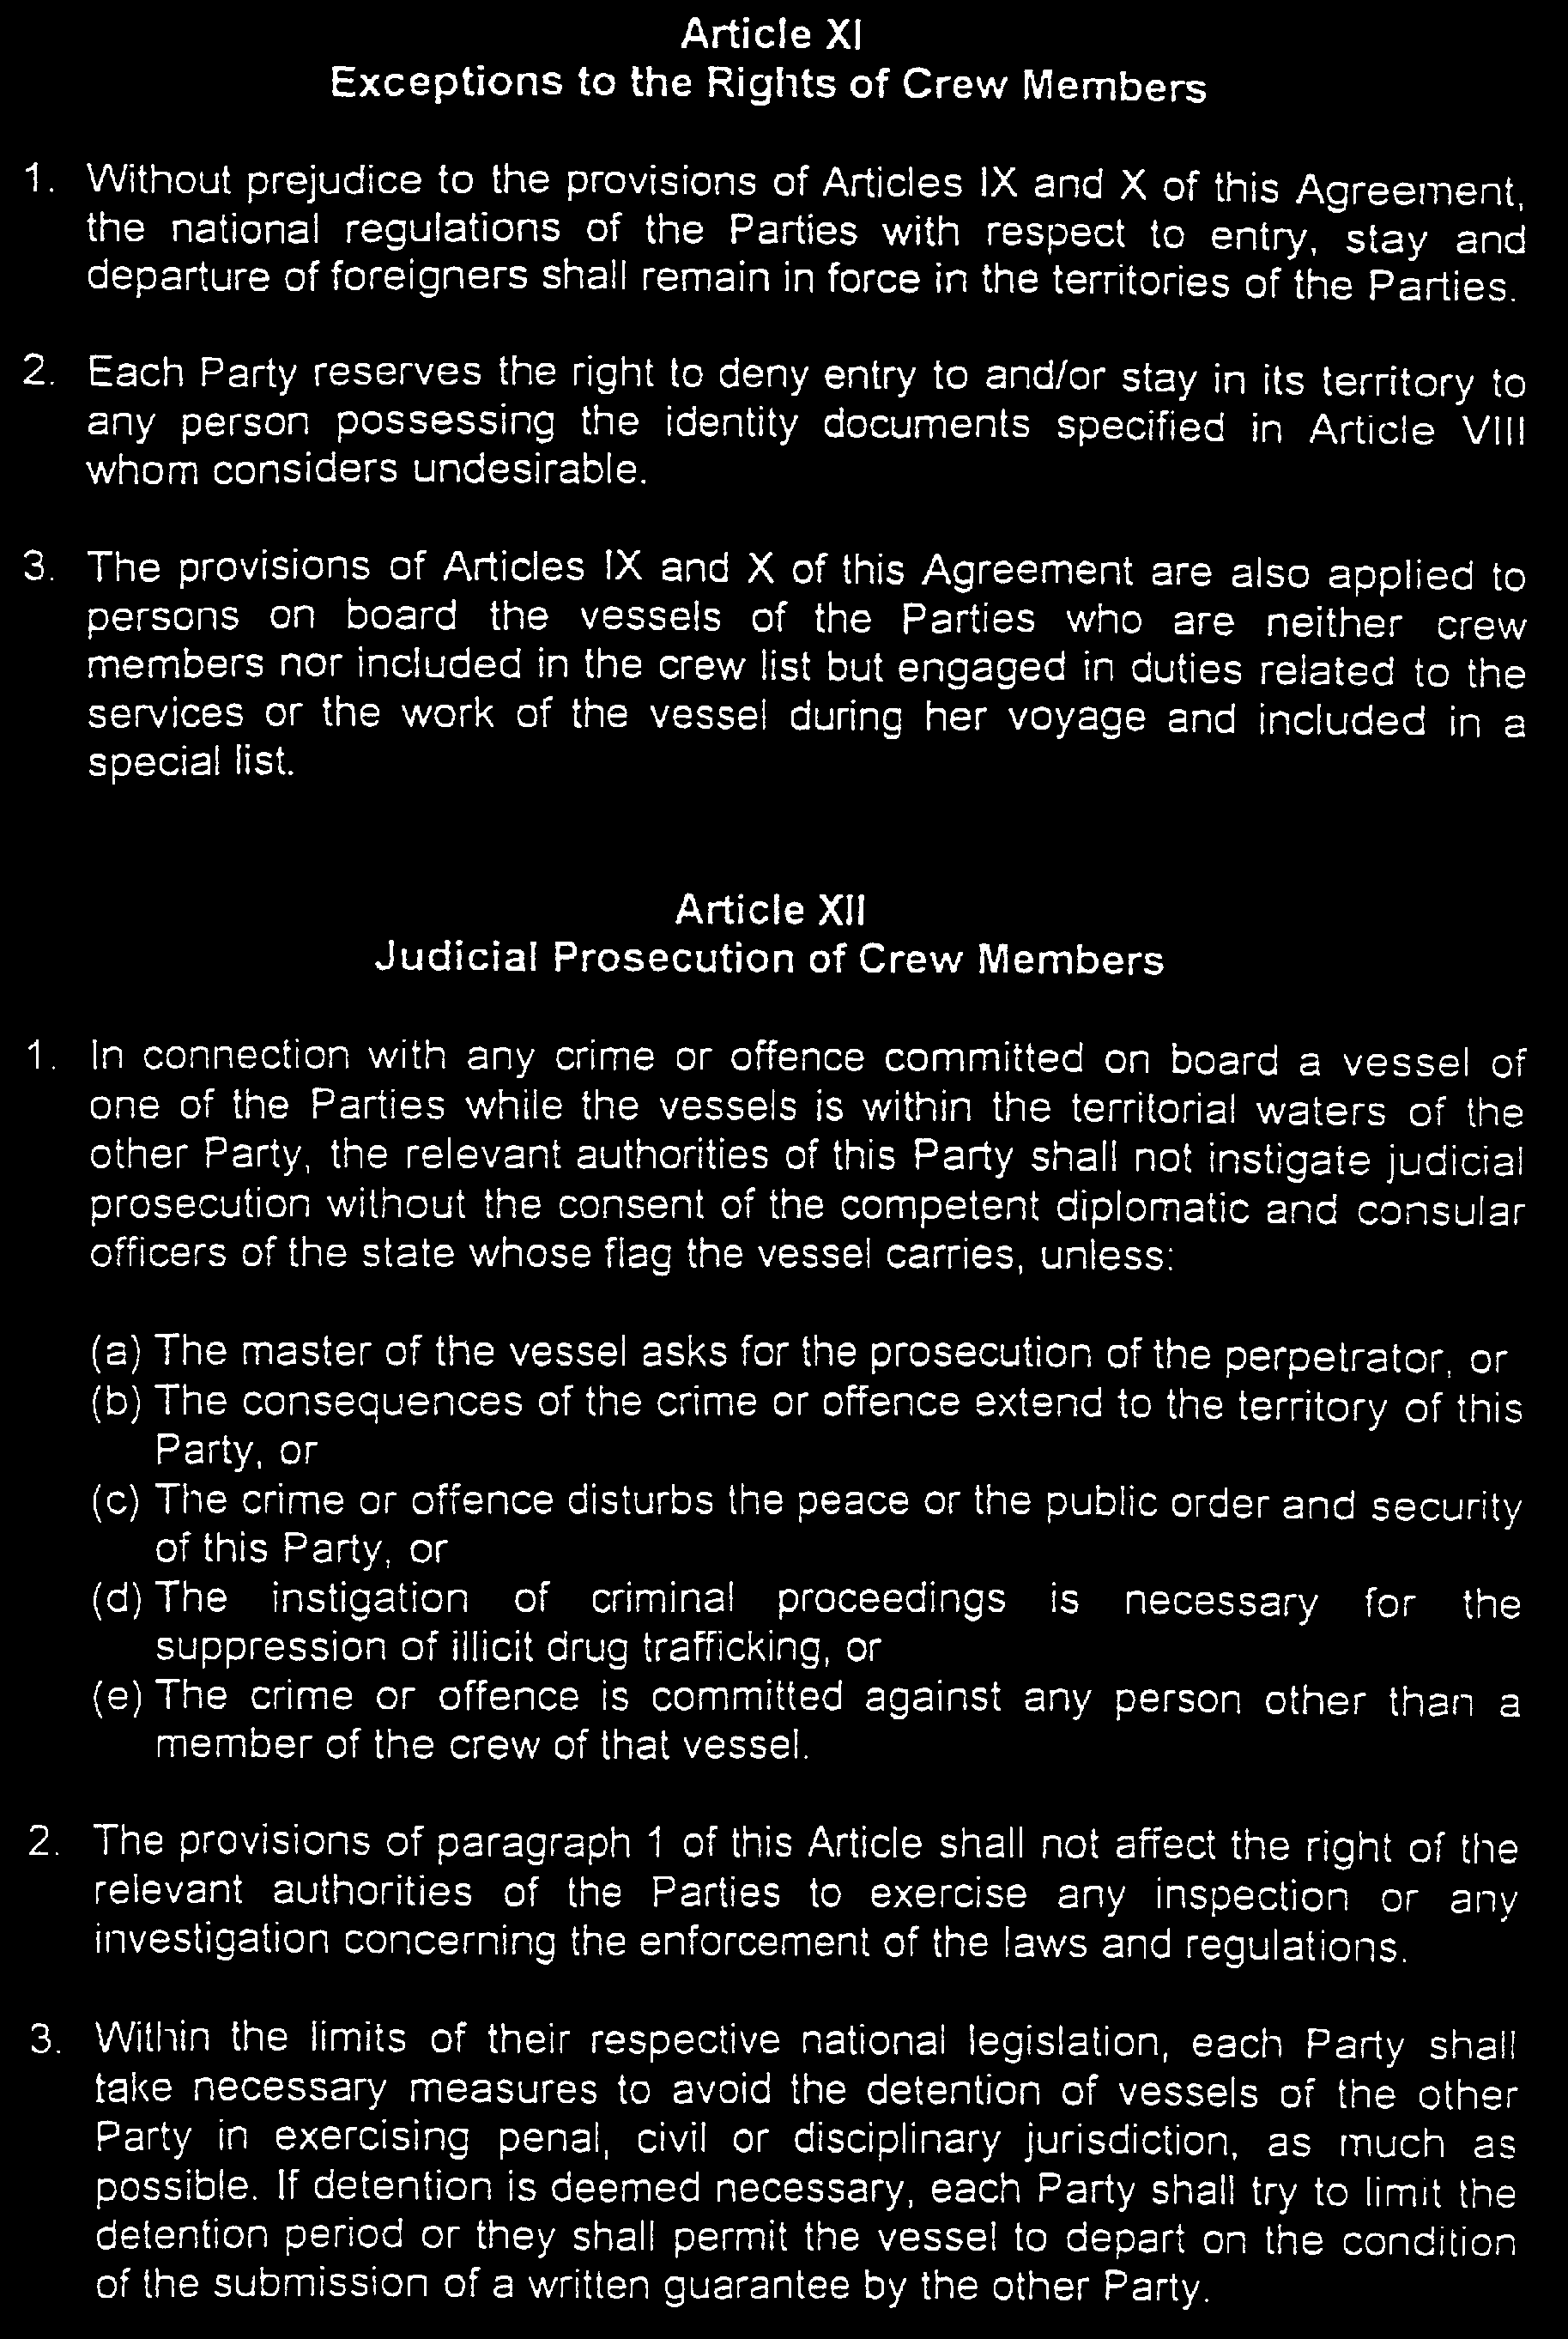 Article XI
Exceptions to the Rights of Crew Members
1. Without prejudice to the provisions of Articles IX and X of this Agreement,
the national regulations of the Parties with respect to entry, stay and
departure of foreigners shall remain in force in the territories of the Parties.
2. Each Party reserves the right to deny entry to and/or stay in its territory to
any person possessing the identity documents specified in Article VIII
whom considers undesirable.
3. The provisions of Articles IX and X of this Agreement are also applied to
persons on board the vessels of the Parties who are neither crew
members nor included in the crew list but engaged in duties related to the
services or the work of the vessel during her voyage and included in a
special list.
Article XII
Judicial Prosecution of Crew Members
1. In connection with any crime or offence committed on board a vessel of
one of the Parties while the vessels is within the territorial waters of the
other Party, the relevant authorities of this Party shall not instigate judicial
prosecution without the consent of the competent diplomatic and consular
officers of the state whose flag the vessel carries, unless:
(a) The master of the vessel asks for the prosecution of the perpetrator, or
(b) The consequences of the crime or offence extend to the territory of this
Party, or
(c) The crime or offence disturbs the peace or the public order and security
of this Party, or
(d) The instigation of criminal proceedings is necessary for the
suppression of illicit drug trafficking, or
(e) The crime or offence is committed against any person other than a
member of the crew of that vessel.
2. The provisions of paragraph 1 of this Article shall not affect the right of the
relevant authorities of the Parties to exercise any inspection or any
investigation concerning the enforcement of the laws and regulations.
3. Within the limits of their respective national legislation, each Party shall
take necessary measures to avoid the detention of vessels of the other
Party in exercising penal, civil or disciplinary jurisdiction, as much as
possible. If detention is deemed necessary, each Party shall try to limit the
detention period or they shall permit the vessel to depart on the condition
of the submission of a written guarantee by the other Party.